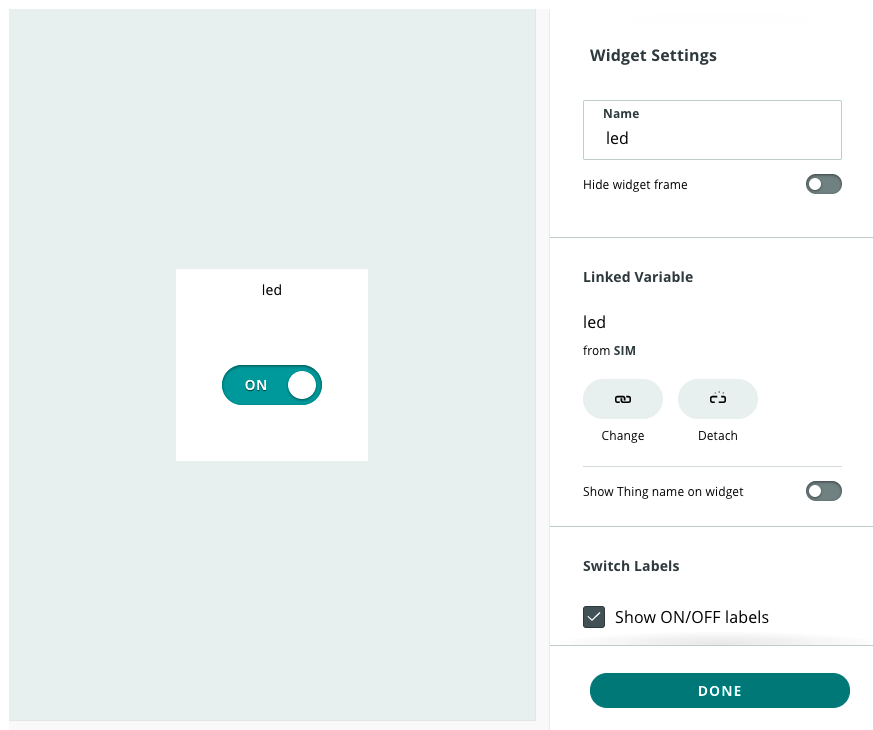 led
ON
Widget Settings
Name
led
Hide widget frame
Linked Variable
led
from SIM
Change
Detach
Show Thing name on widget
Switch Labels
Show ON/OFF labels
DONE